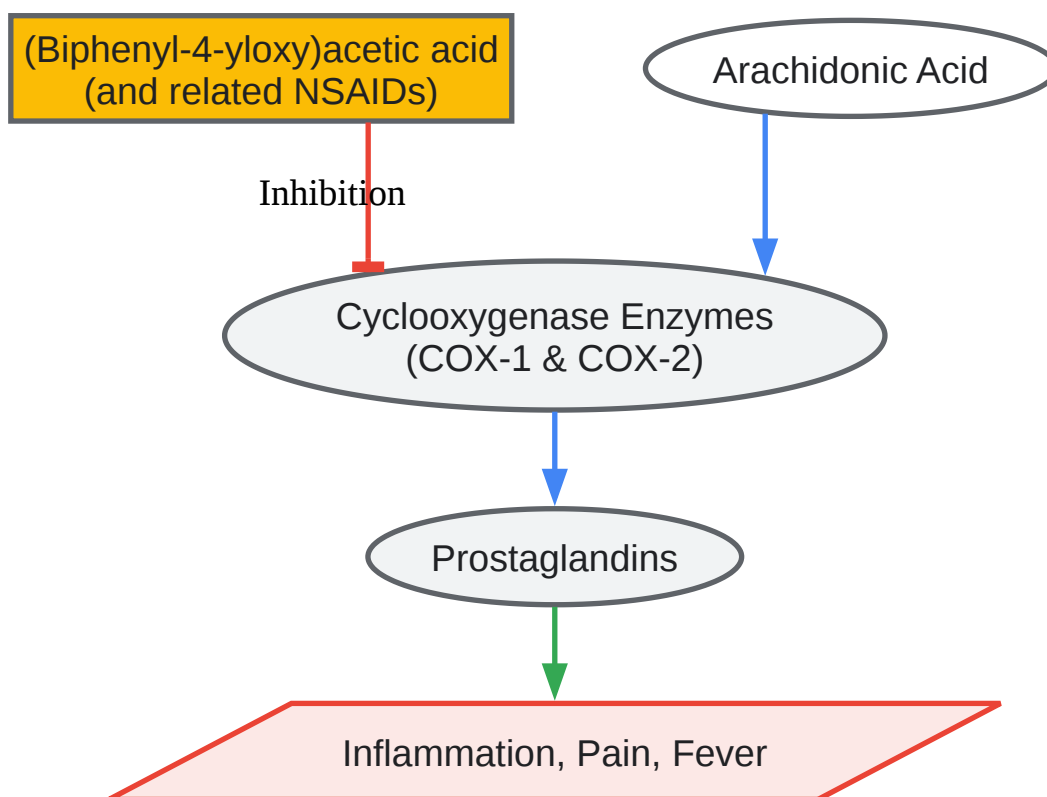 (Biphenyl-4-yloxy)acetic acid
(and related NSAIDs)
Arachidonic Acid
Inhibition
Cyclooxygenase Enzymes
(COX-1 & COX-2)
Prostaglandins
Inflammation, Pain, Fever